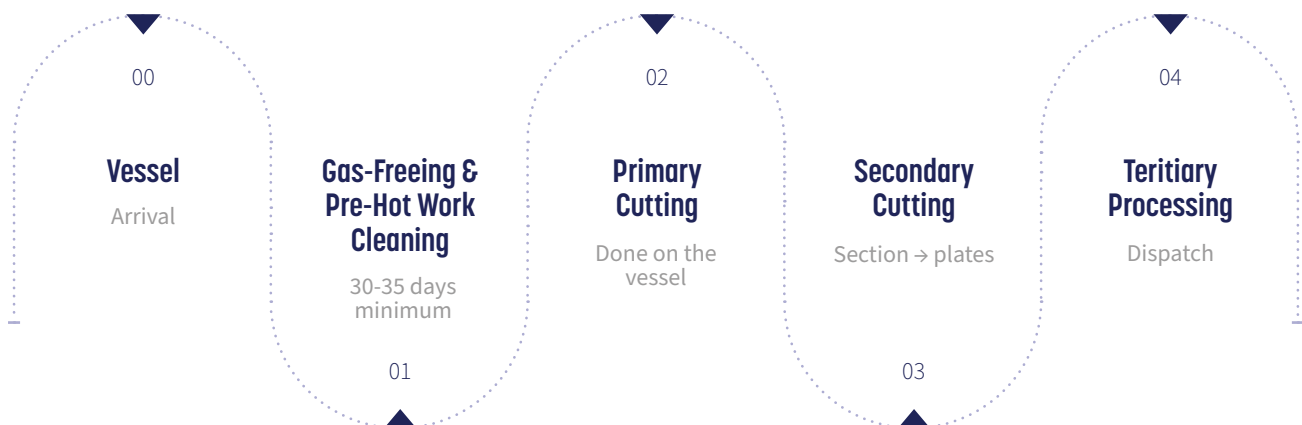 00
Vessel
Arrival
Gas-Freeing &
Pre-Hot Work
Cleaning
30-35 days
minimum
01
02
Primary
Cutting
Done on the
vessel
Secondary
Cutting
Section → plates
03
04
Teritiary
Processing
Dispatch